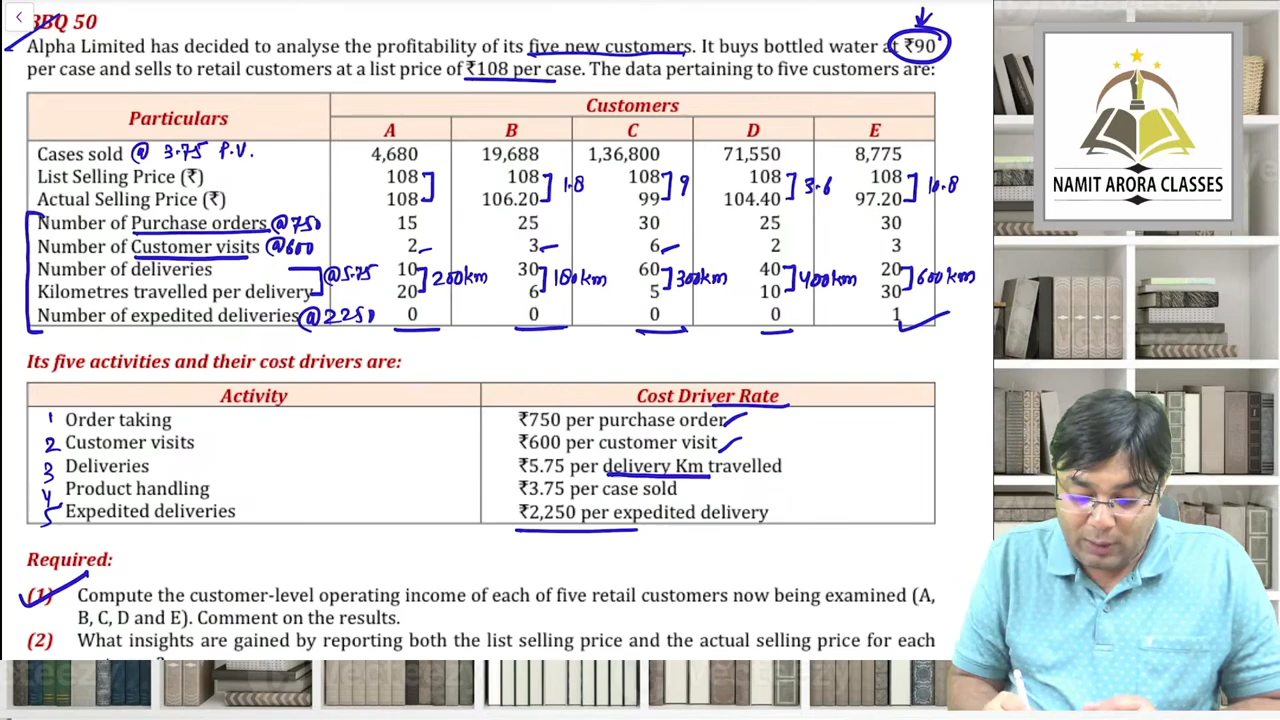 BBQ 50
Alpha Limited has decided to analyse the profitability of its five new customers. It buys bottled water at ₹90
per case and sells to retail customers at a list price of ₹108 per case. The data pertaining to five customers are:
Particulars Customers
A B C D E
Cases sold @ 3.75 P.V. 4,680 19,688 1,36,800 71,550 8,775
List Selling Price (₹) 108 108 108 108 108
1.8 9 3.6 10.8
Actual Selling Price (₹) 108 106.20 99 104.40 97.20
Number of Purchase orders @750 15 25 30 25 30
Number of Customer visits @600 2 3 6 2 3
Number of deliveries 10 30 60 40 20
@5.75 200km 180km 300km 400km 600km
Kilometres travelled per delivery 20 6 5 10 30
Number of expedited deliveries @2250 0 0 0 0 1
Its five activities and their cost drivers are:
Activity Cost Driver Rate
1 Order taking ₹750 per purchase order
2 Customer visits ₹600 per customer visit
3 Deliveries ₹5.75 per delivery Km travelled
4 Product handling ₹3.75 per case sold
5 Expedited deliveries ₹2,250 per expedited delivery
Required:
(1) Compute the customer-level operating income of each of five retail customers now being examined (A,
B, C, D and E). Comment on the results.
(2) What insights are gained by reporting both the list selling price and the actual selling price for each
NAMIT ARORA CLASSES